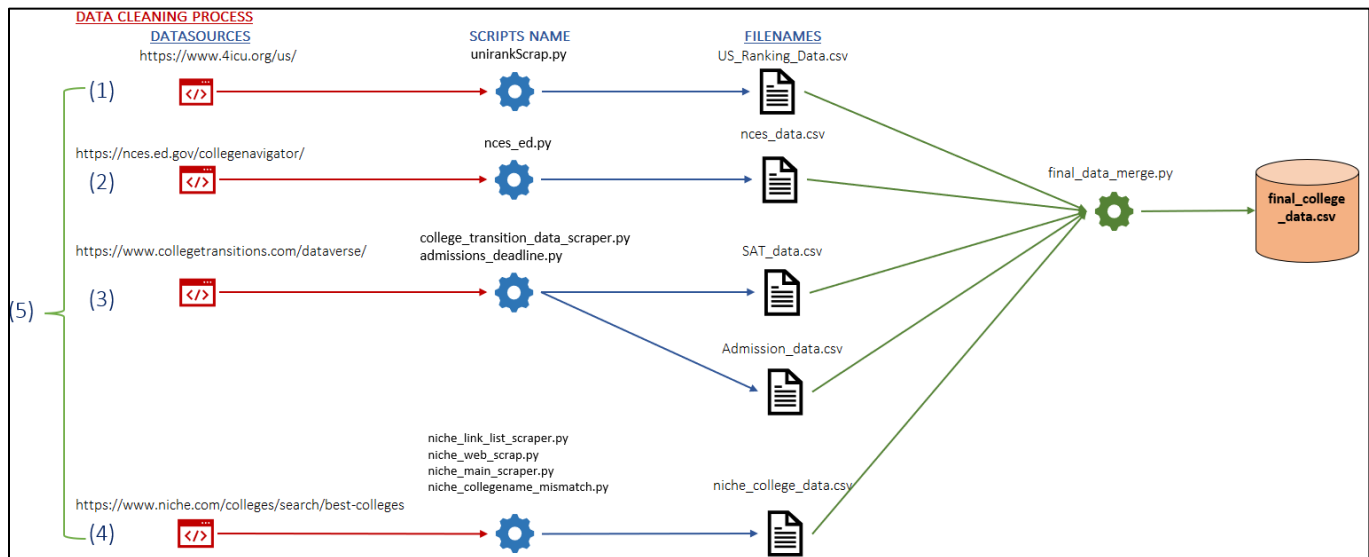 DATA CLEANING PROCESS
DATASOURCES
SCRIPTS NAME
FILENAMES
https://www.4icu.org/us/
unirankScrap.py
US_Ranking_Data.csv
(1)
</>
https://nces.ed.gov/collegenavigator/
nces_ed.py
nces_data.csv
(2)
</>
final_data_merge.py
final_college
_data.csv
https://www.collegetransitions.com/dataverse/
college_transition_data_scraper.py
admissions_deadline.py
SAT_data.csv
(3)
</>
(5)
Admission_data.csv
niche_link_list_scraper.py
niche_web_scrap.py
niche_main_scraper.py
niche_collegename_mismatch.py
https://www.niche.com/colleges/search/best-colleges
niche_college_data.csv
(4)
</>